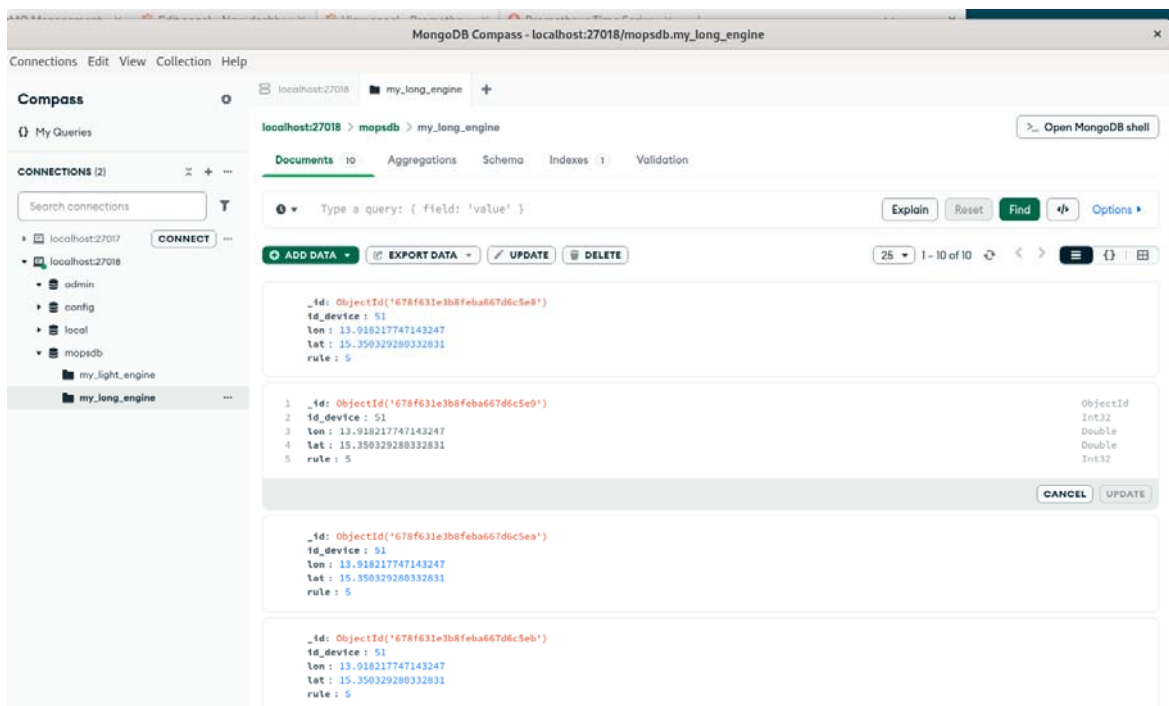 MongoDB Compass - localhost:27018/mopsdb.my_long_engine
Connections Edit View Collection Help
Compass
{} My Queries
CONNECTIONS (2)
Search connections
localhost:27017 CONNECT
localhost:27018
admin
config
local
mopsdb
my_light_engine
my_long_engine
localhost:27018 my_long_engine +
localhost:27018 > mopsdb > my_long_engine
>_ Open MongoDB shell
Documents 10 Aggregations Schema Indexes 1 Validation
Type a query: { field: 'value' }
Explain Reset Find </> Options
ADD DATA EXPORT DATA UPDATE DELETE
25 1 - 10 of 10 {}
_id: ObjectId('678f631e3b8feba667d6c5e8')
id_device : 51
lon : 13.918217747143247
lat : 15.350329280332831
rule : 5
1 _id: ObjectId('678f631e3b8feba667d6c5e9') ObjectId
2 id_device : 51 Int32
3 lon : 13.918217747143247 Double
4 lat : 15.350329280332831 Double
5 rule : 5 Int32
CANCEL UPDATE
_id: ObjectId('678f631e3b8feba667d6c5ea')
id_device : 51
lon : 13.918217747143247
lat : 15.350329280332831
rule : 5
_id: ObjectId('678f631e3b8feba667d6c5eb')
id_device : 51
lon : 13.918217747143247
lat : 15.350329280332831
rule : 5